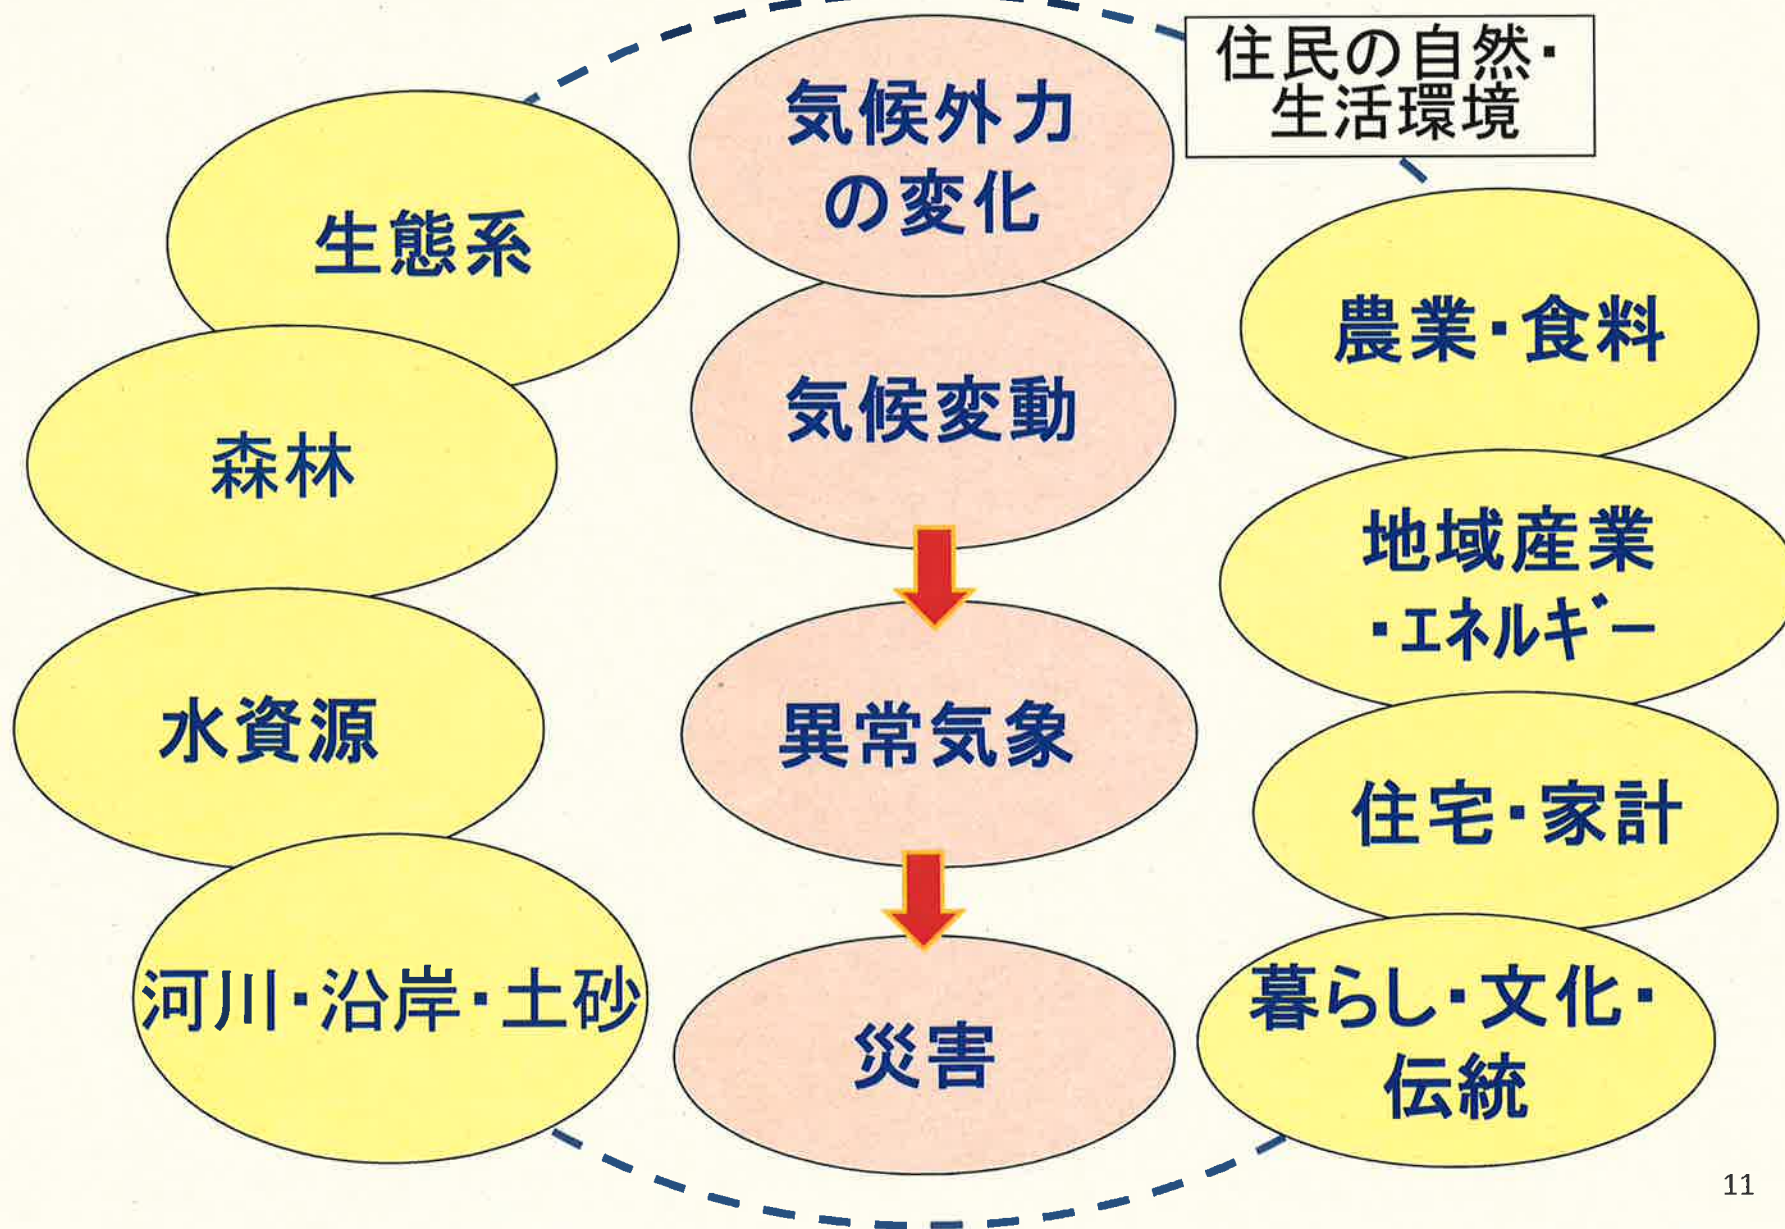 住民の自然・
生活環境
気候外力
の変化
気候変動
異常気象
災害
生態系
森林
水資源
河川・沿岸・土砂
農業・食料
地域産業
・エネルギー
住宅・家計
暮らし・文化・
伝統
11